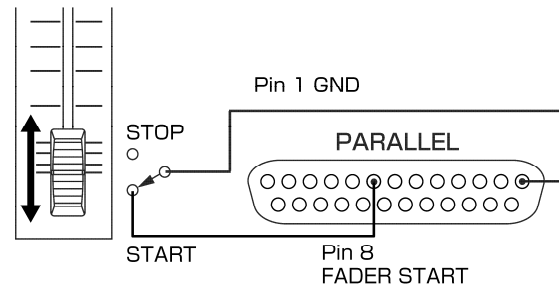 Pin 1 GND
STOP
PARALLEL
START
Pin 8
FADER START